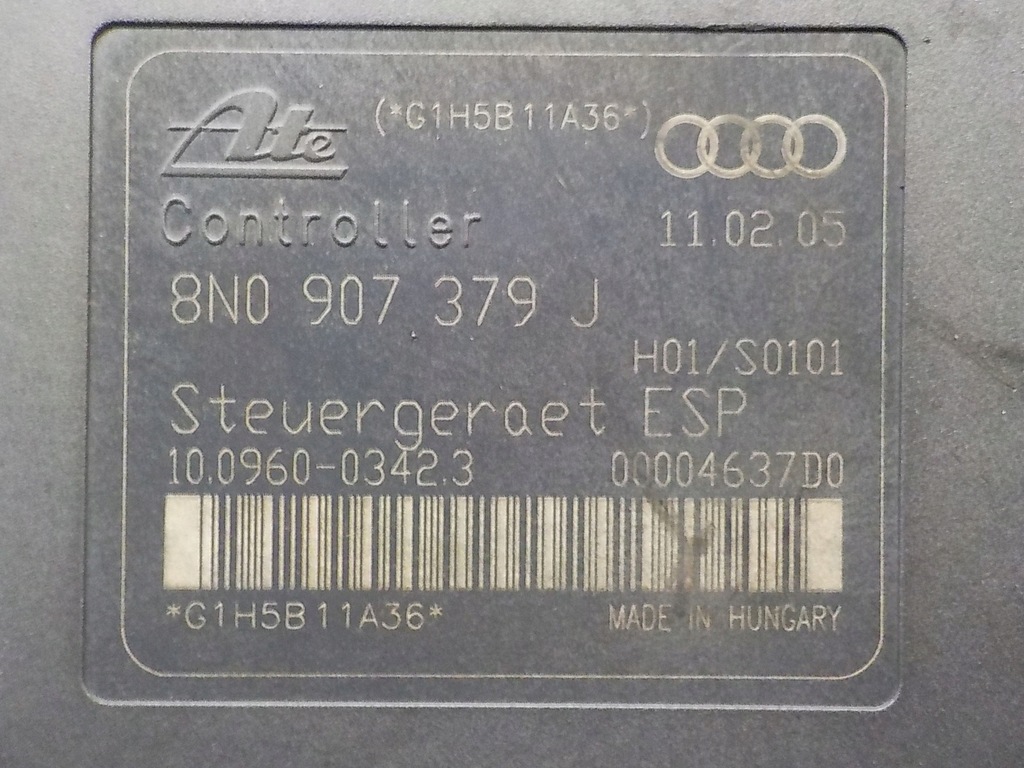 Ate (*G1H5B11A36*)
Controller 11.02.05
8N0 907 379 J
H01/S0101
Steuergeraet ESP
10.0960-0342.3 00004637D0
*G1H5B11A36* MADE IN HUNGARY